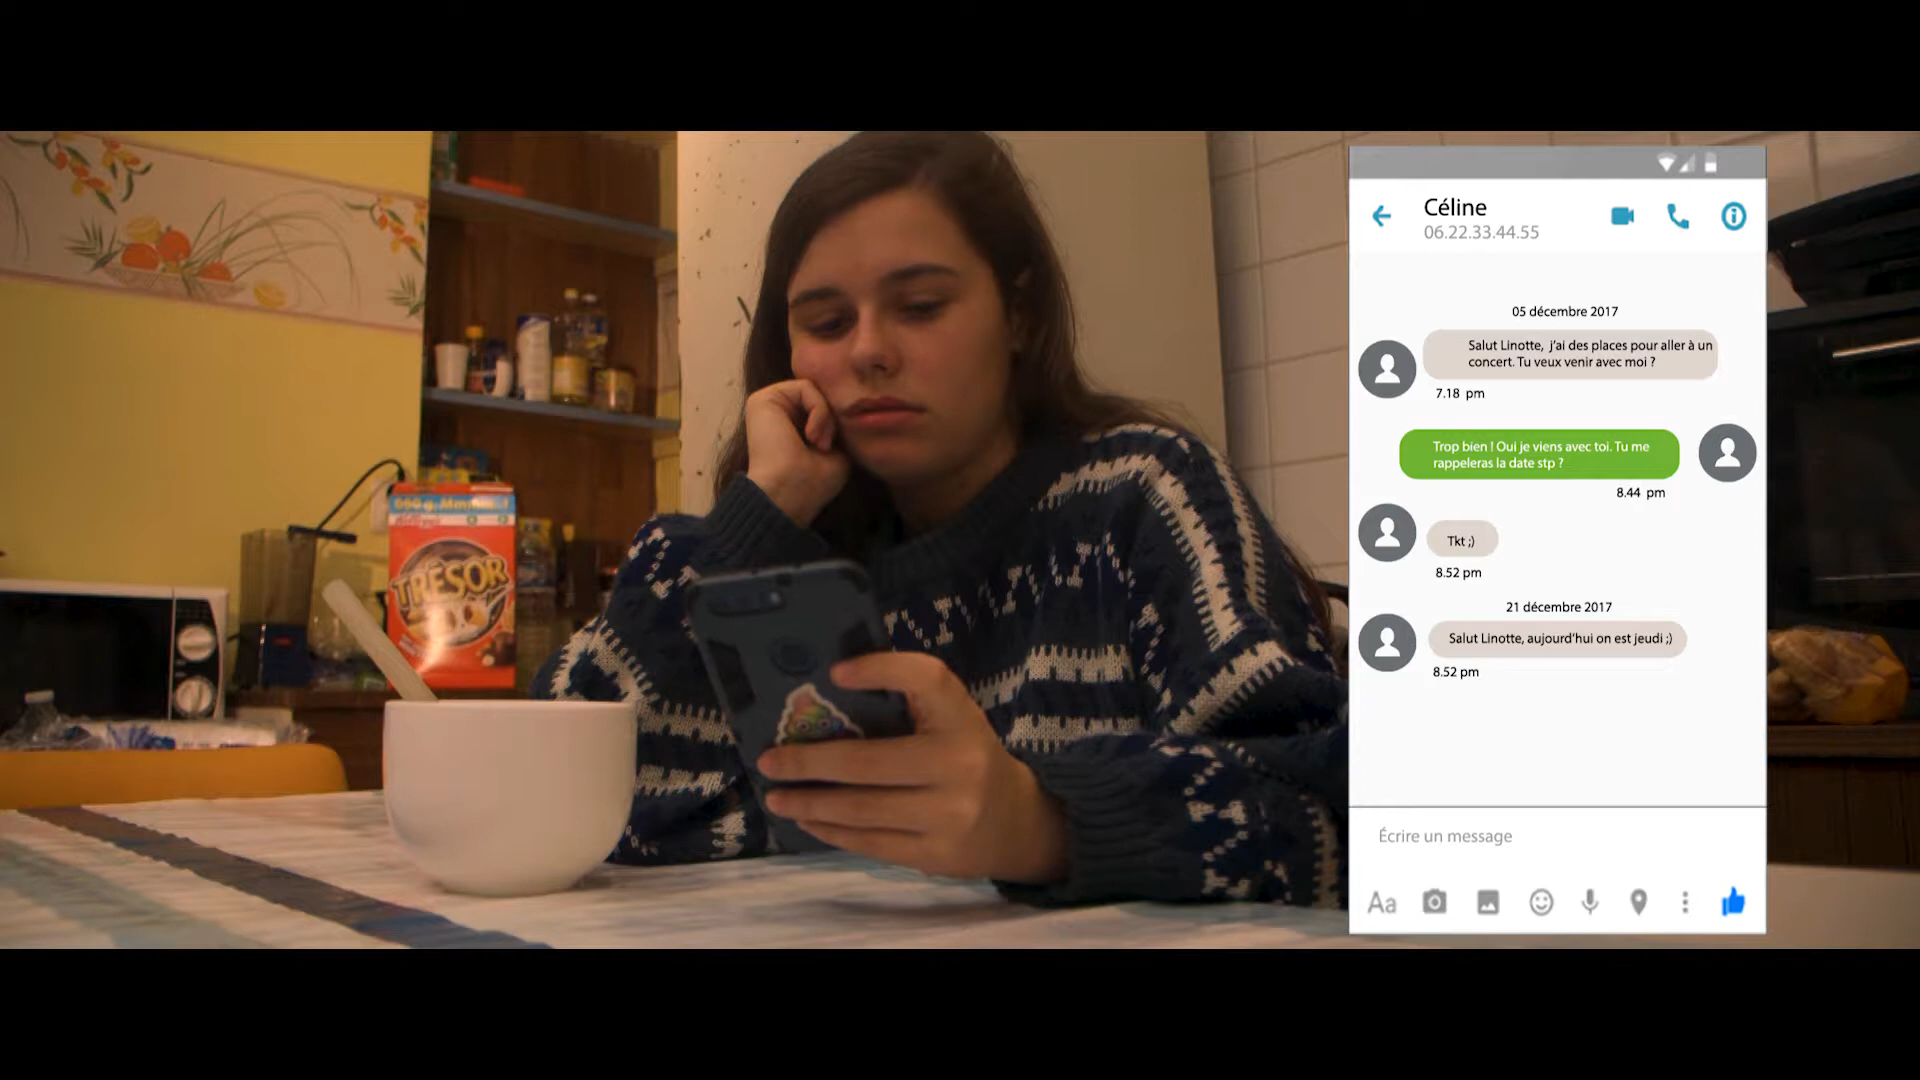 660 g Mmm
Kellogg's
TRÉSOR
Céline
06.22.33.44.55
05 décembre 2017
Salut Linotte, j'ai des places pour aller à un
concert. Tu veux venir avec moi ?
7.18 pm
Trop bien ! Oui je viens avec toi. Tu me
rappeleras la date stp ?
8.44 pm
Tkt ;)
8.52 pm
21 décembre 2017
Salut Linotte, aujourd'hui on est jeudi ;)
8.52 pm
Écrire un message
Aa